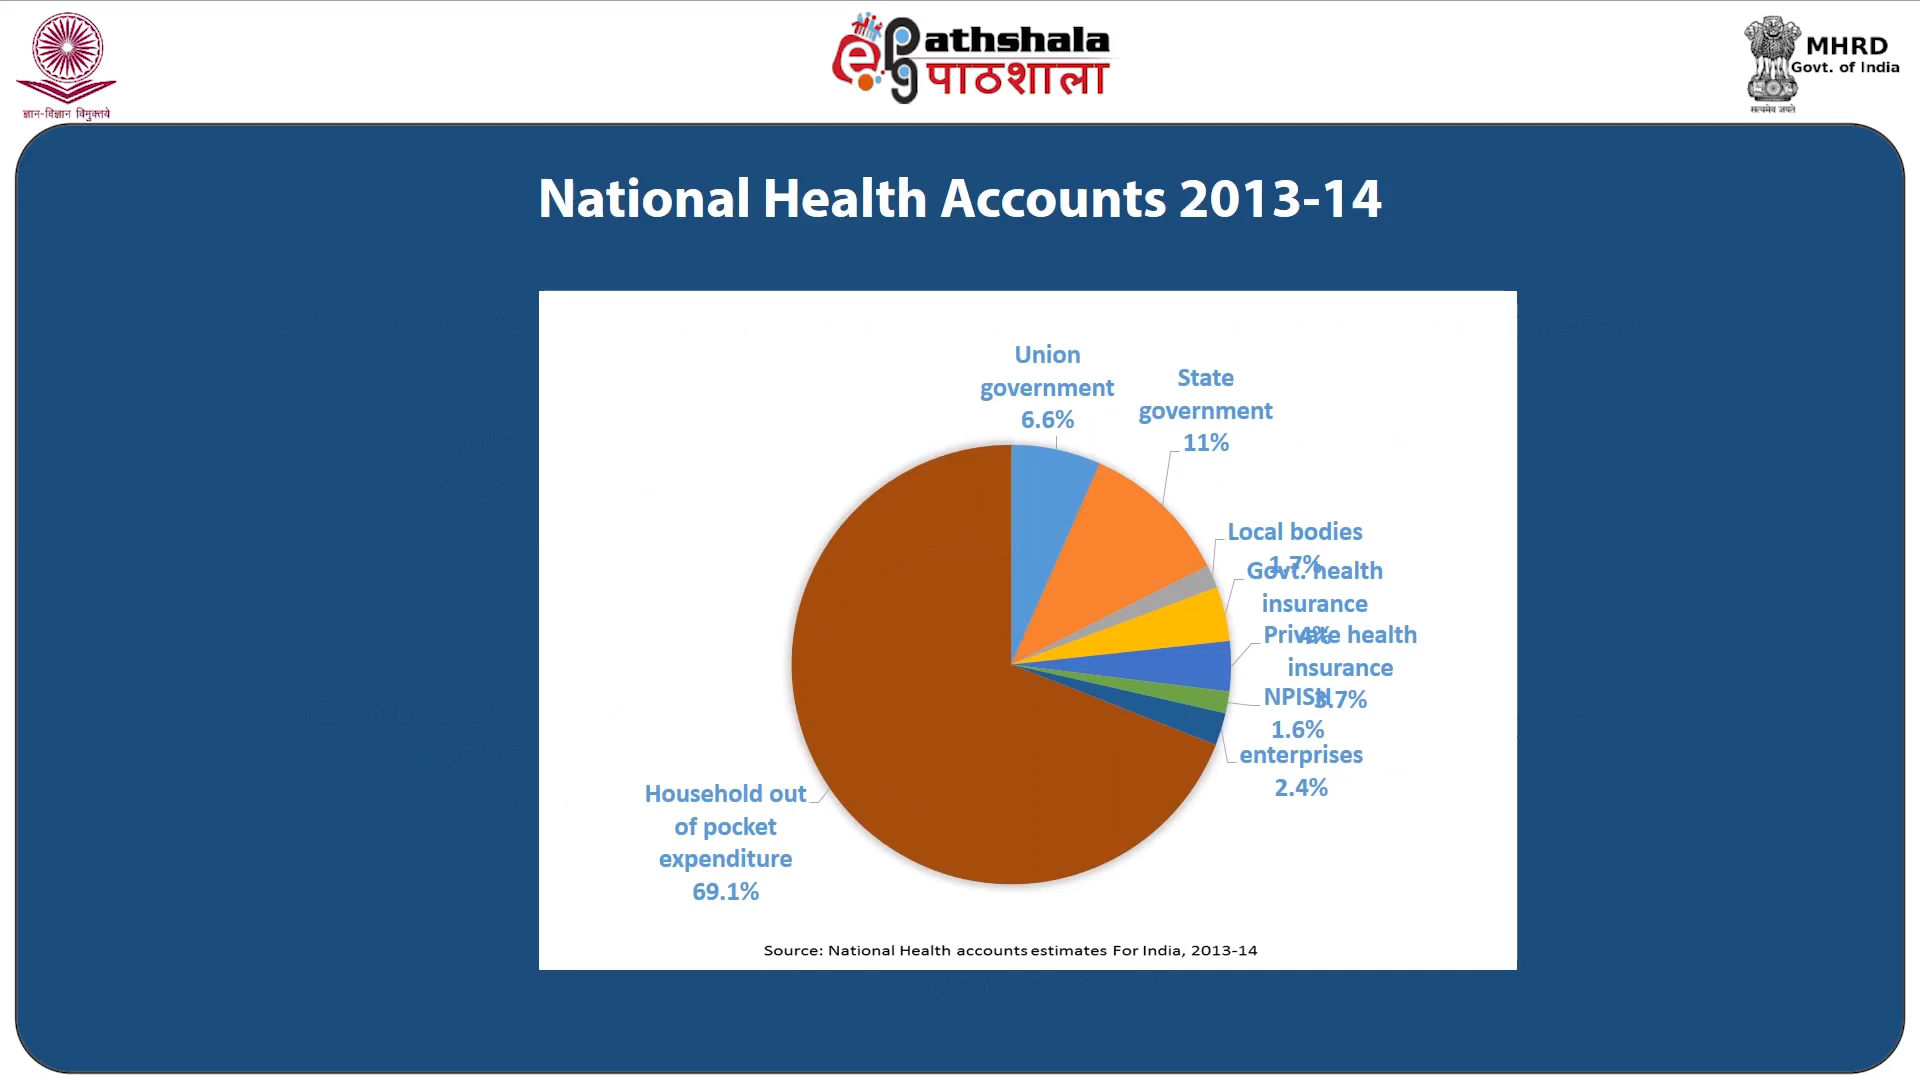 ज्ञान-विज्ञान विमुक्तये
ePG Pathshala
पाठशाला
MHRD
Govt. of India
सत्यमेव जयते
National Health Accounts 2013-14
Union
government
6.6%
State
government
11%
Local bodies
1.7%
Govt. health
insurance
4%
Private health
insurance
3.7%
NPISH
1.6%
enterprises
2.4%
Household out
of pocket
expenditure
69.1%
Source: National Health accounts estimates For India, 2013-14